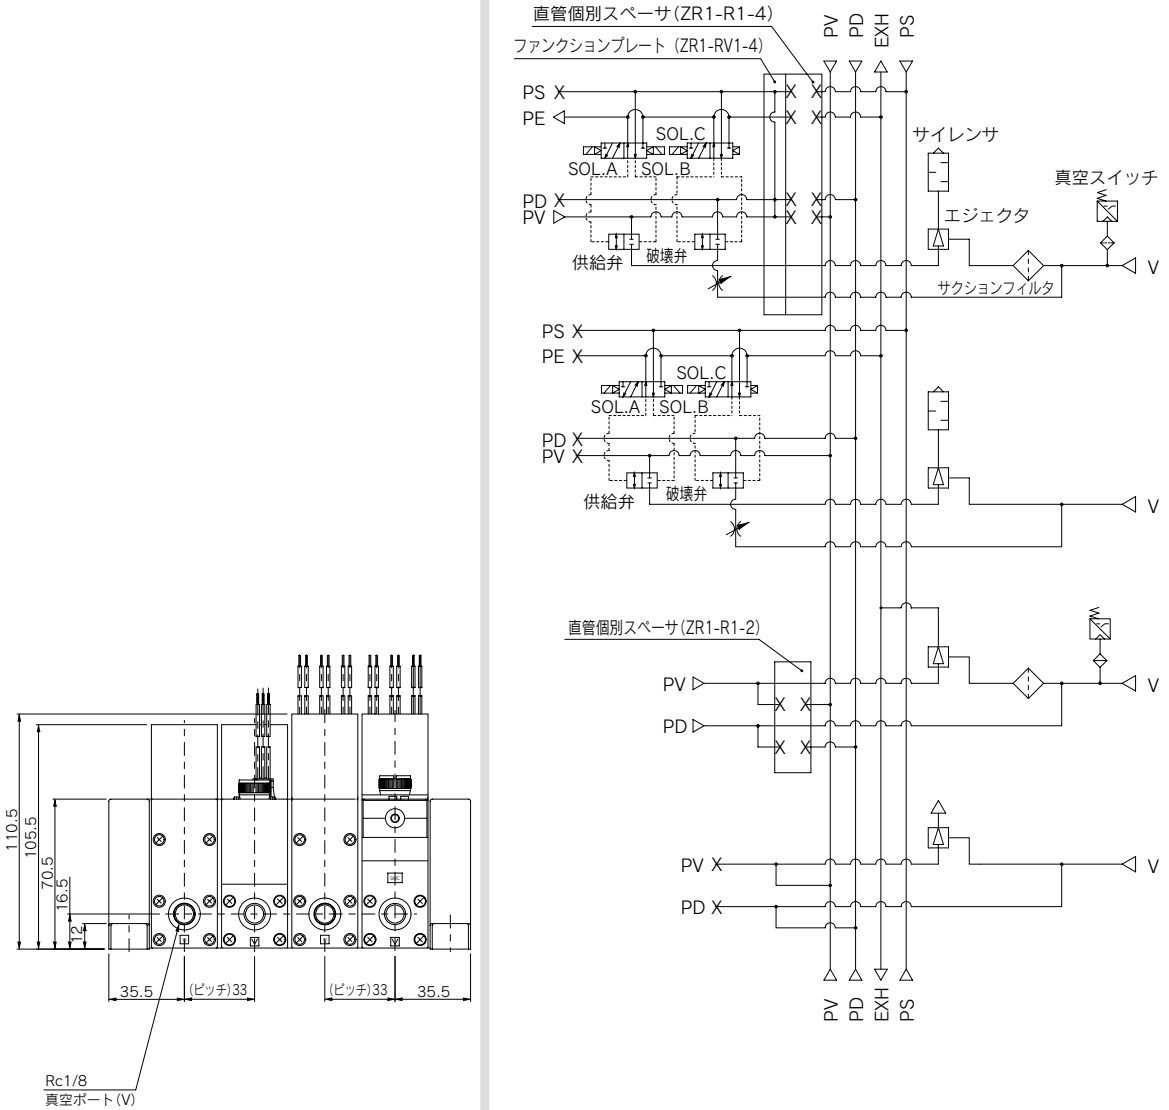 110.5
105.5
70.5
16.5
12
35.5
(ピッチ)33
(ピッチ)33
35.5
Rc1/8
真空ポート(V)
SMC
V
V
直管個別スペーサ(ZR1-R1-4)
ファンクションプレート (ZR1-RV1-4)
PV
PD
EXH
PS
PS
PE
SOL.C
SOL.A
SOL.B
PD
PV
供給弁
破壊弁
サイレンサ
真空スイッチ
エジェクタ
サクションフィルタ
V
PS
PE
SOL.C
SOL.A
SOL.B
PD
PV
供給弁
破壊弁
V
直管個別スペーサ(ZR1-R1-2)
PV
PD
V
PV
PD
V
PV
PD
EXH
PS